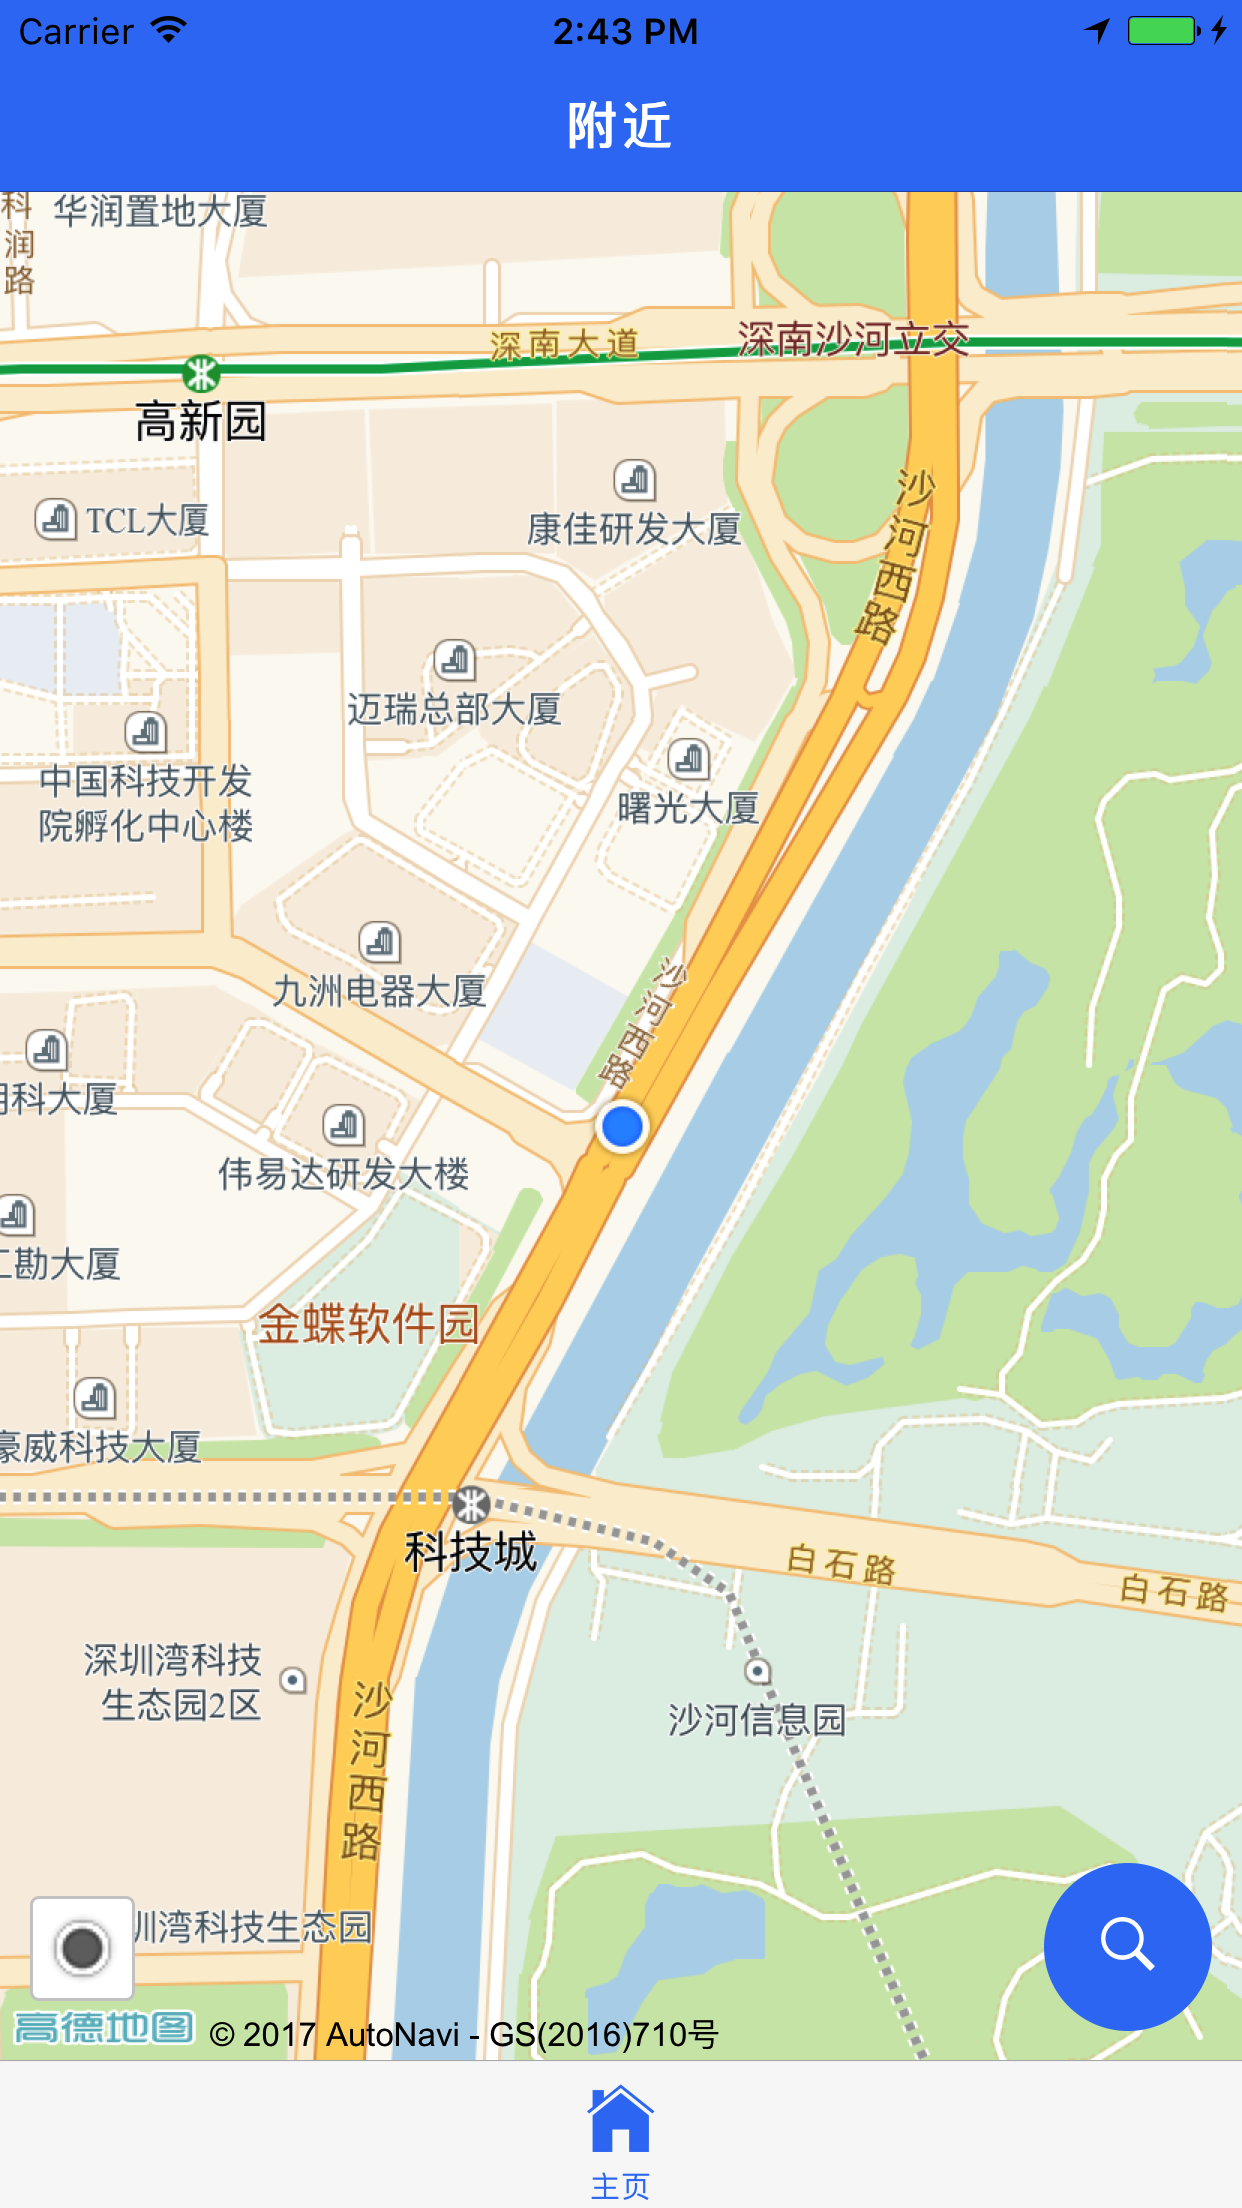 Carrier
2:43 PM
附近
科润路
华润置地大厦
深南大道
深南沙河立交
高新园
TCL大厦
康佳研发大厦
沙河西路
迈瑞总部大厦
中国科技开发
院孵化中心楼
曙光大厦
九洲电器大厦
沙河西路
科大厦
伟易达研发大楼
勘大厦
金蝶软件园
豪威科技大厦
科技城
白石路
白石路
深圳湾科技
生态园2区
沙河西路
沙河信息园
圳湾科技生态园
高德地图
© 2017 AutoNavi - GS(2016)710号
主页